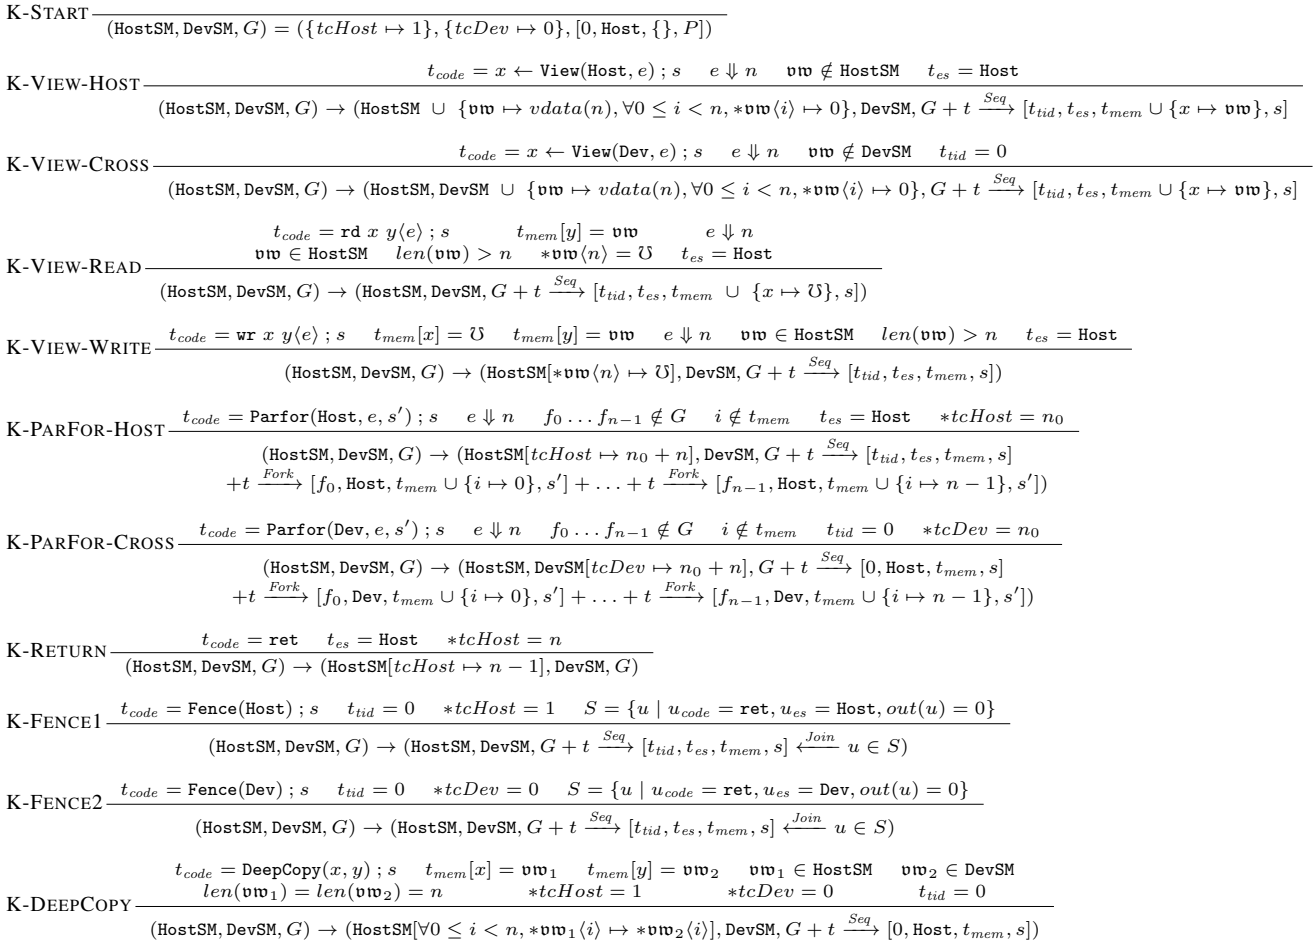 K-START (HostSM, DevSM, G) = ({tcHost ↦ 1}, {tcDev ↦ 0}, [0, Host, {}, P])
t_code = x ← View(Host, e) ; s e ⇓ n 𝔳𝔴 ∉ HostSM t_es = Host
K-VIEW-HOST
(HostSM, DevSM, G) → (HostSM ∪ {𝔳𝔴 ↦ vdata(n), ∀0 ≤ i < n, ∗𝔳𝔴⟨i⟩ ↦ 0}, DevSM, G + t —Seq→ [t_tid, t_es, t_mem ∪ {x ↦ 𝔳𝔴}, s]
t_code = x ← View(Dev, e) ; s e ⇓ n 𝔳𝔴 ∉ DevSM t_tid = 0
K-VIEW-CROSS
(HostSM, DevSM, G) → (HostSM, DevSM ∪ {𝔳𝔴 ↦ vdata(n), ∀0 ≤ i < n, ∗𝔳𝔴⟨i⟩ ↦ 0}, G + t —Seq→ [t_tid, t_es, t_mem ∪ {x ↦ 𝔳𝔴}, s]
t_code = rd x y⟨e⟩ ; s t_mem[y] = 𝔳𝔴 e ⇓ n
𝔳𝔴 ∈ HostSM len(𝔳𝔴) > n ∗𝔳𝔴⟨n⟩ = ℧ t_es = Host
K-VIEW-READ
(HostSM, DevSM, G) → (HostSM, DevSM, G + t —Seq→ [t_tid, t_es, t_mem ∪ {x ↦ ℧}, s])
t_code = wr x y⟨e⟩ ; s t_mem[x] = ℧ t_mem[y] = 𝔳𝔴 e ⇓ n 𝔳𝔴 ∈ HostSM len(𝔳𝔴) > n t_es = Host
K-VIEW-WRITE
(HostSM, DevSM, G) → (HostSM[∗𝔳𝔴⟨n⟩ ↦ ℧], DevSM, G + t —Seq→ [t_tid, t_es, t_mem, s])
t_code = Parfor(Host, e, s′) ; s e ⇓ n f_0 … f_{n−1} ∉ G i ∉ t_mem t_es = Host ∗tcHost = n_0
K-PARFOR-HOST
(HostSM, DevSM, G) → (HostSM[tcHost ↦ n_0 + n], DevSM, G + t —Seq→ [t_tid, t_es, t_mem, s]
+t —Fork→ [f_0, Host, t_mem ∪ {i ↦ 0}, s′] + … + t —Fork→ [f_{n−1}, Host, t_mem ∪ {i ↦ n − 1}, s′])
t_code = Parfor(Dev, e, s′) ; s e ⇓ n f_0 … f_{n−1} ∉ G i ∉ t_mem t_tid = 0 ∗tcDev = n_0
K-PARFOR-CROSS
(HostSM, DevSM, G) → (HostSM, DevSM[tcDev ↦ n_0 + n], G + t —Seq→ [0, Host, t_mem, s]
+t —Fork→ [f_0, Dev, t_mem ∪ {i ↦ 0}, s′] + … + t —Fork→ [f_{n−1}, Dev, t_mem ∪ {i ↦ n − 1}, s′])
t_code = ret t_es = Host ∗tcHost = n
K-RETURN
(HostSM, DevSM, G) → (HostSM[tcHost ↦ n − 1], DevSM, G)
t_code = Fence(Host) ; s t_tid = 0 ∗tcHost = 1 S = {u | u_code = ret, u_es = Host, out(u) = 0}
K-FENCE1
(HostSM, DevSM, G) → (HostSM, DevSM, G + t —Seq→ [t_tid, t_es, t_mem, s] ←Join— u ∈ S)
t_code = Fence(Dev) ; s t_tid = 0 ∗tcDev = 0 S = {u | u_code = ret, u_es = Dev, out(u) = 0}
K-FENCE2
(HostSM, DevSM, G) → (HostSM, DevSM, G + t —Seq→ [t_tid, t_es, t_mem, s] ←Join— u ∈ S)
t_code = DeepCopy(x, y) ; s t_mem[x] = 𝔳𝔴_1 t_mem[y] = 𝔳𝔴_2 𝔳𝔴_1 ∈ HostSM 𝔳𝔴_2 ∈ DevSM
len(𝔳𝔴_1) = len(𝔳𝔴_2) = n ∗tcHost = 1 ∗tcDev = 0 t_tid = 0
K-DEEPCOPY
(HostSM, DevSM, G) → (HostSM[∀0 ≤ i < n, ∗𝔳𝔴_1⟨i⟩ ↦ ∗𝔳𝔴_2⟨i⟩], DevSM, G + t —Seq→ [0, Host, t_mem, s])